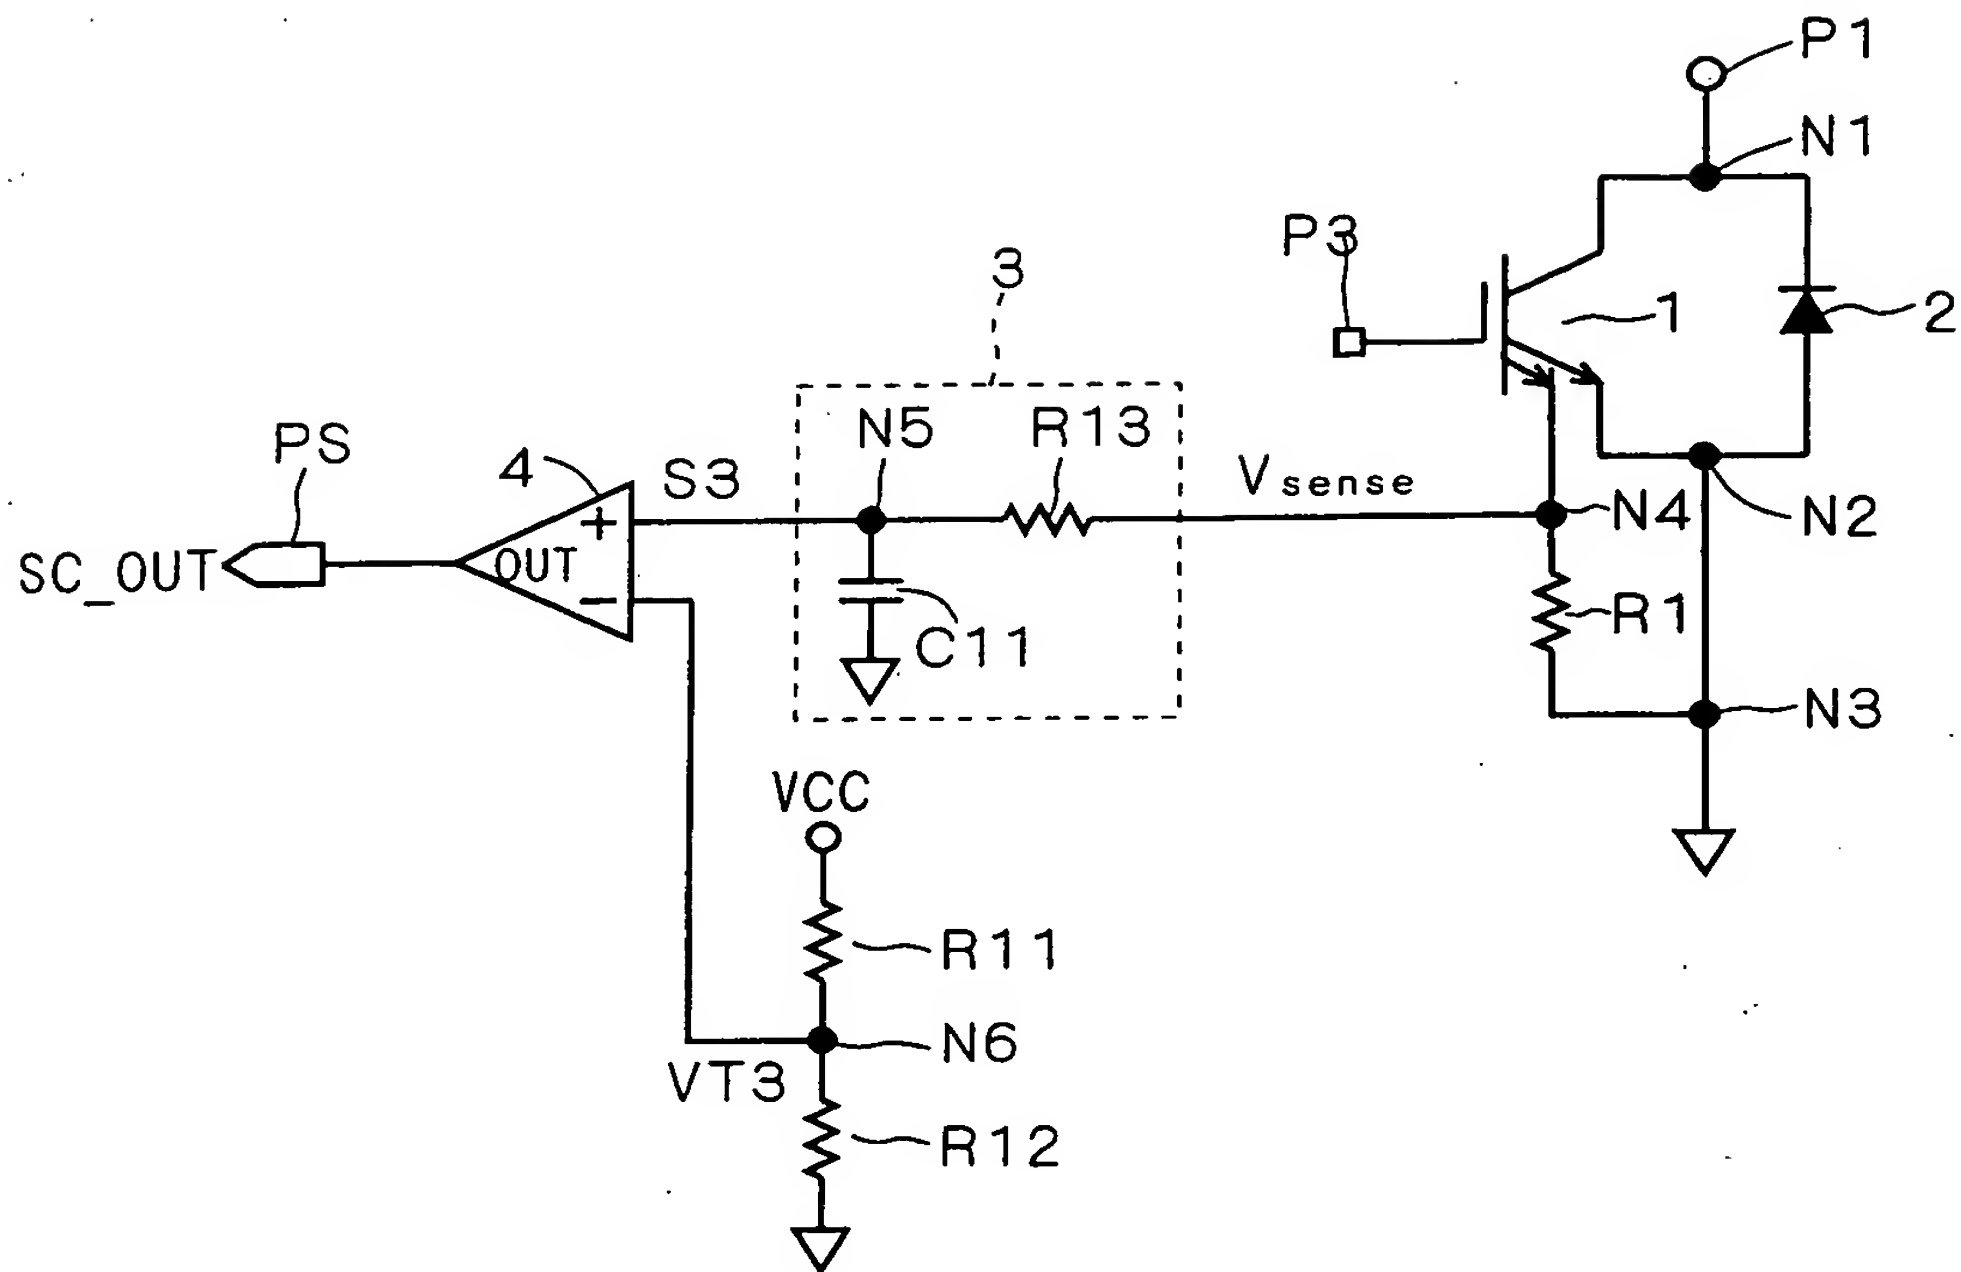 P1
N1
P3
3
1
2
N5
R13
PS
4
S3
Vsense
N4
N2
SC_OUT
+
OUT
−
C11
R1
N3
VCC
R11
N6
VT3
R12